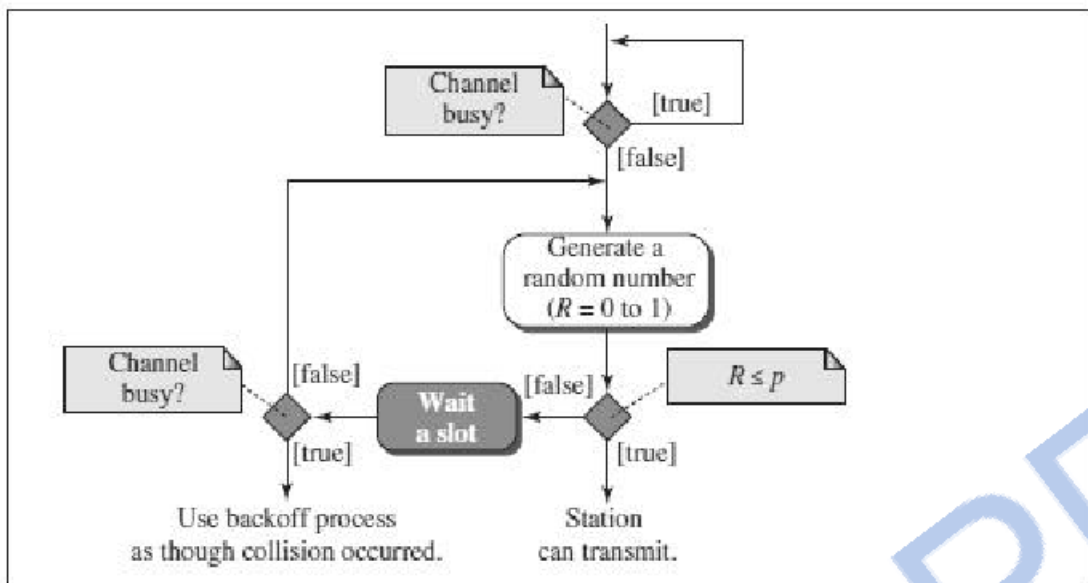 Channel
busy?
[true]
[false]
Generate a
random number
(R = 0 to 1)
Channel
busy?
[false]
Wait
a slot
[false]
R ≤ p
[true]
[true]
Use backoff process
as though collision occurred.
Station
can transmit.